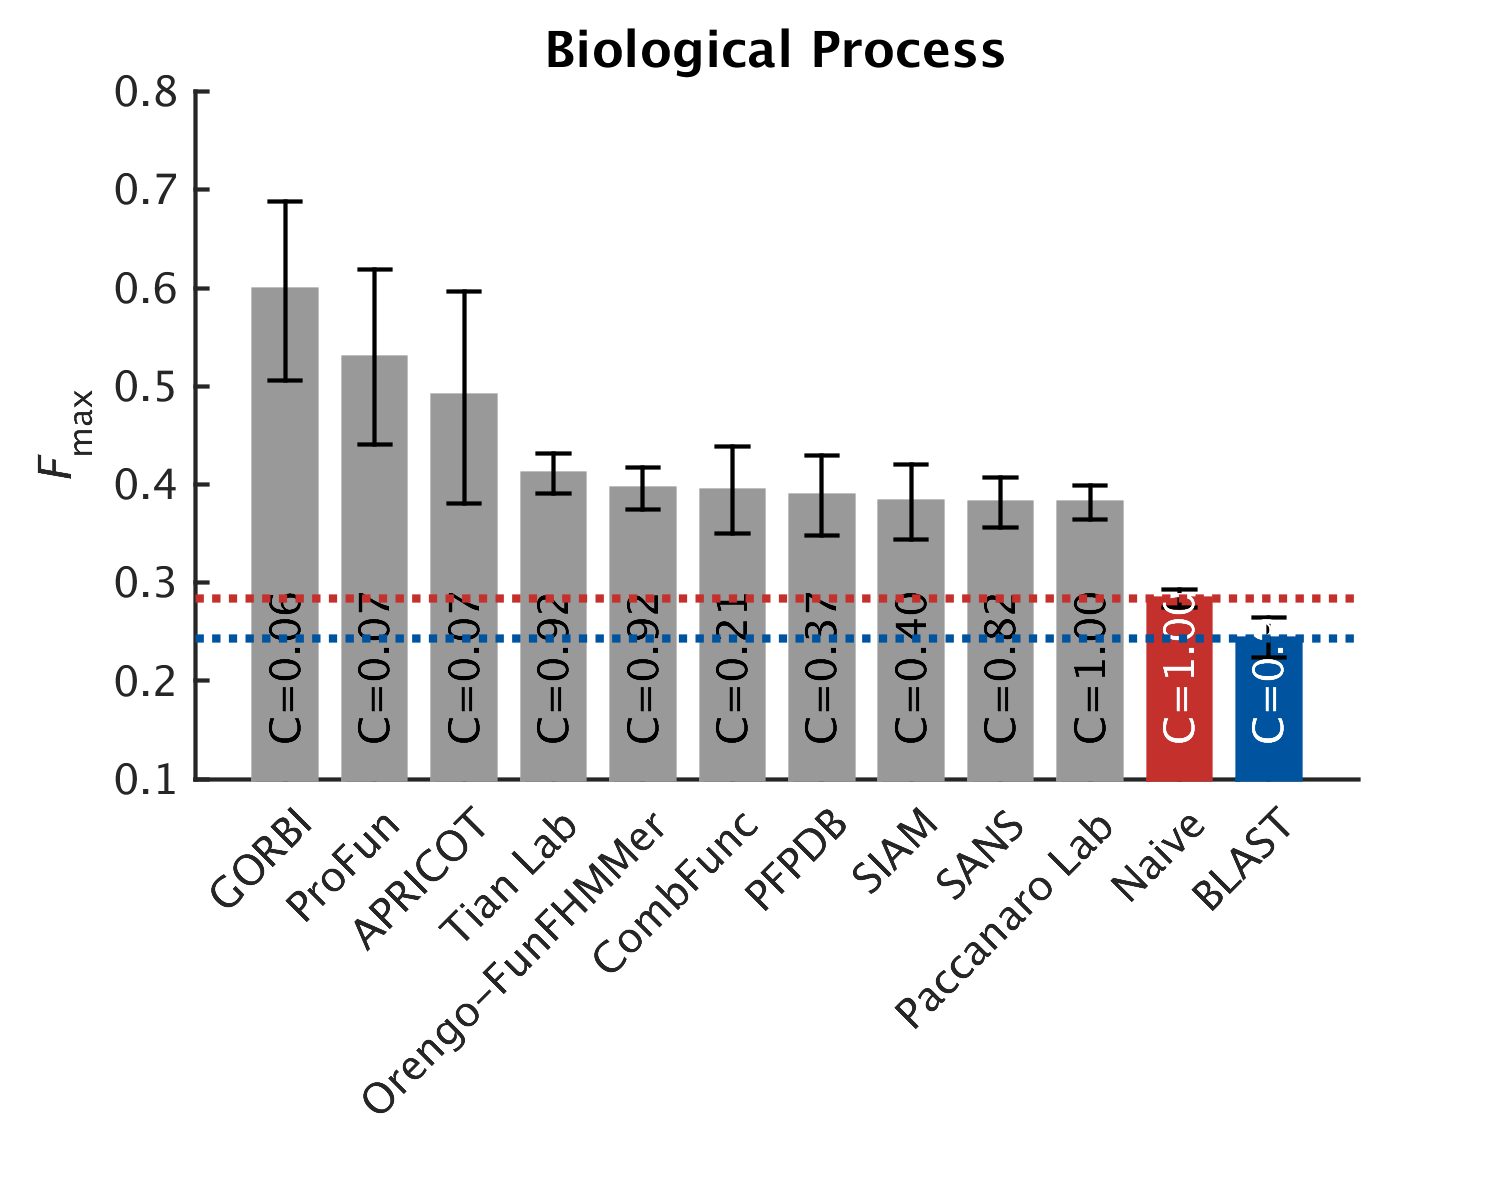 Biological Process
F max
0.8
0.7
0.6
0.5
0.4
0.3
0.2
0.1
C=0.06
C=0.07
C=0.07
C=0.92
C=0.92
C=0.21
C=0.37
C=0.40
C=0.82
C=1.00
C=1.00
GORBI
ProFun
APRICOT
Tian Lab
Orengo-FunFHMMer
CombFunc
PFPDB
SIAM
SANS
Paccanaro Lab
Naive
BLAST